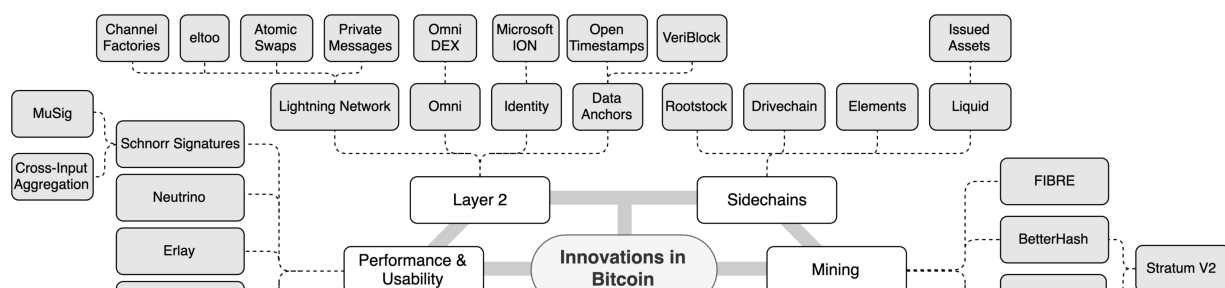 Channel
Factories
eltoo
Atomic
Swaps
Private
Messages
Omni
DEX
Microsoft
ION
Open
Timestamps
VeriBlock
Issued
Assets
Lightning Network
Omni
Identity
Data
Anchors
Rootstock
Drivechain
Elements
Liquid
MuSig
Cross-Input
Aggregation
Schnorr Signatures
Neutrino
Erlay
Layer 2
Sidechains
Performance &
Usability
Innovations in
Bitcoin
Mining
FIBRE
BetterHash
Stratum V2